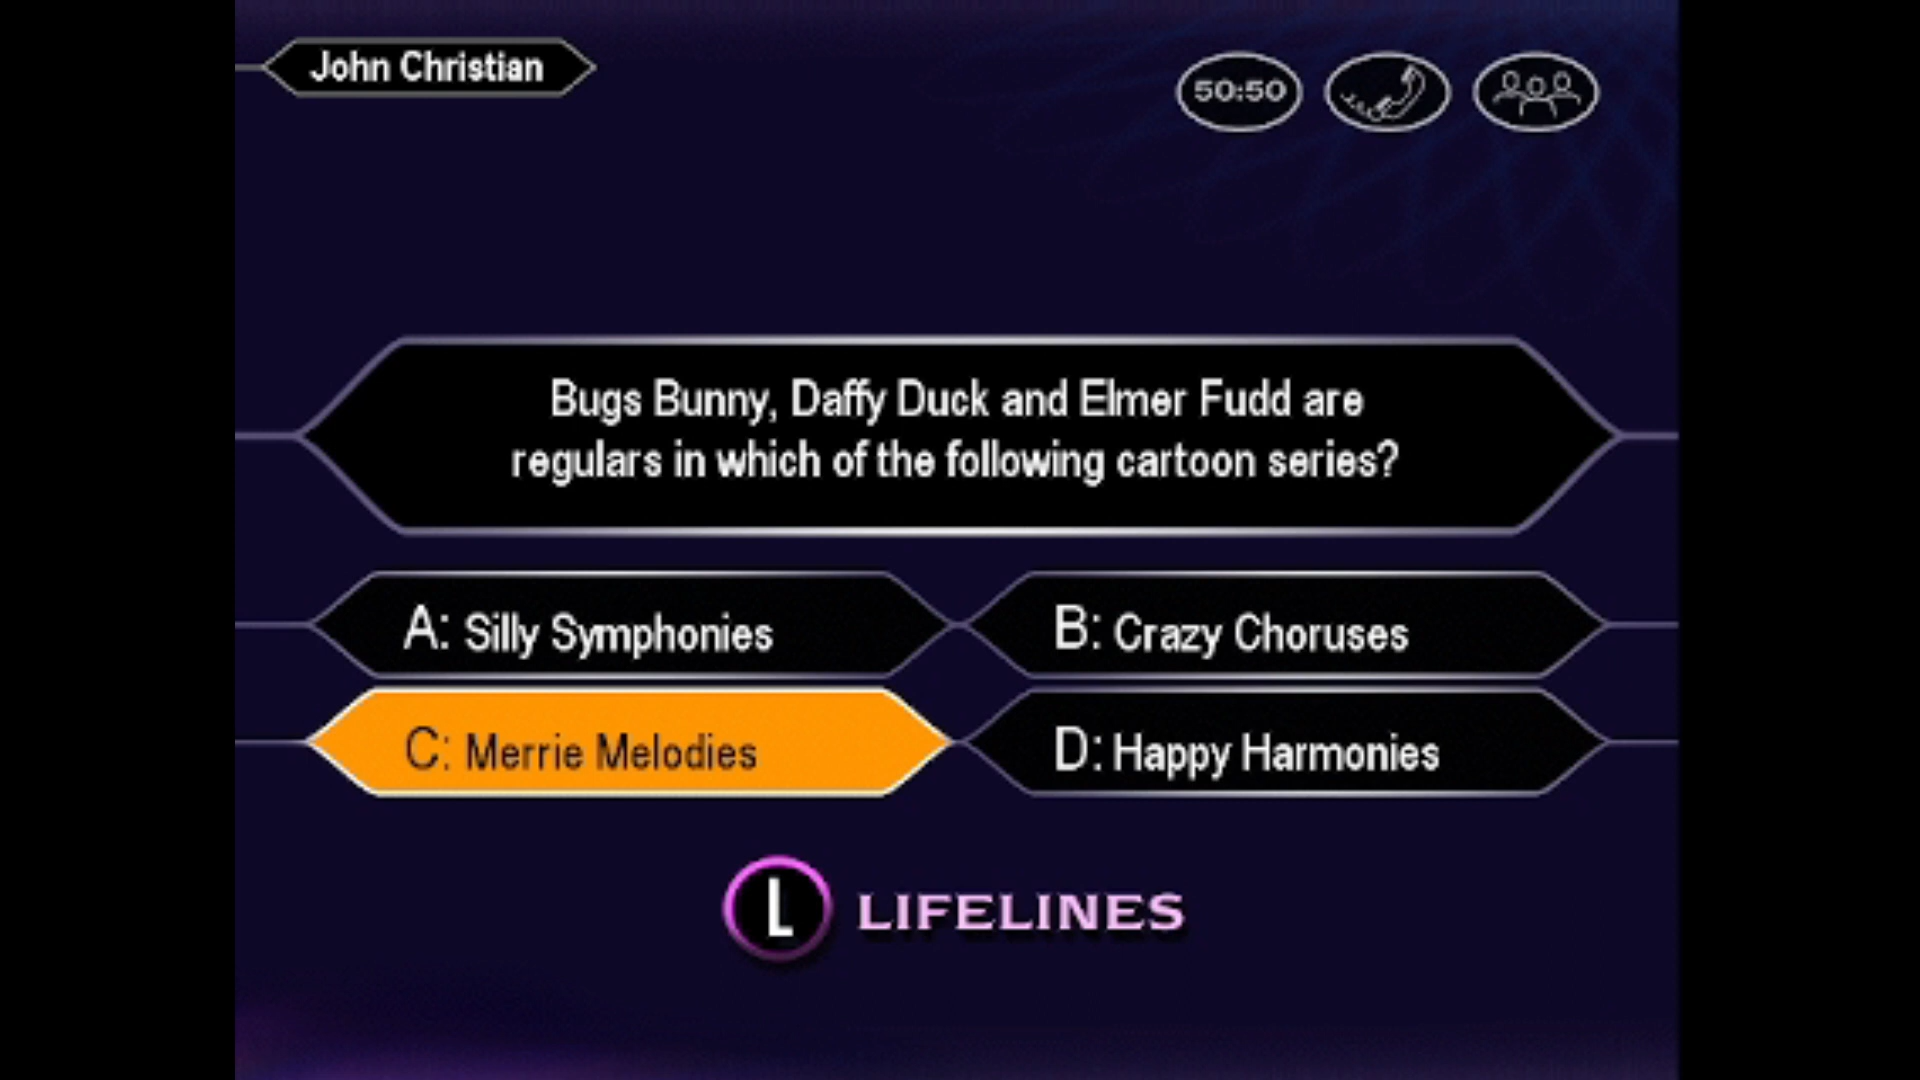 John Christian
50:50
Bugs Bunny, Daffy Duck and Elmer Fudd are
regulars in which of the following cartoon series?
A: Silly Symphonies
B: Crazy Choruses
C: Merrie Melodies
D: Happy Harmonies
L LIFELINES